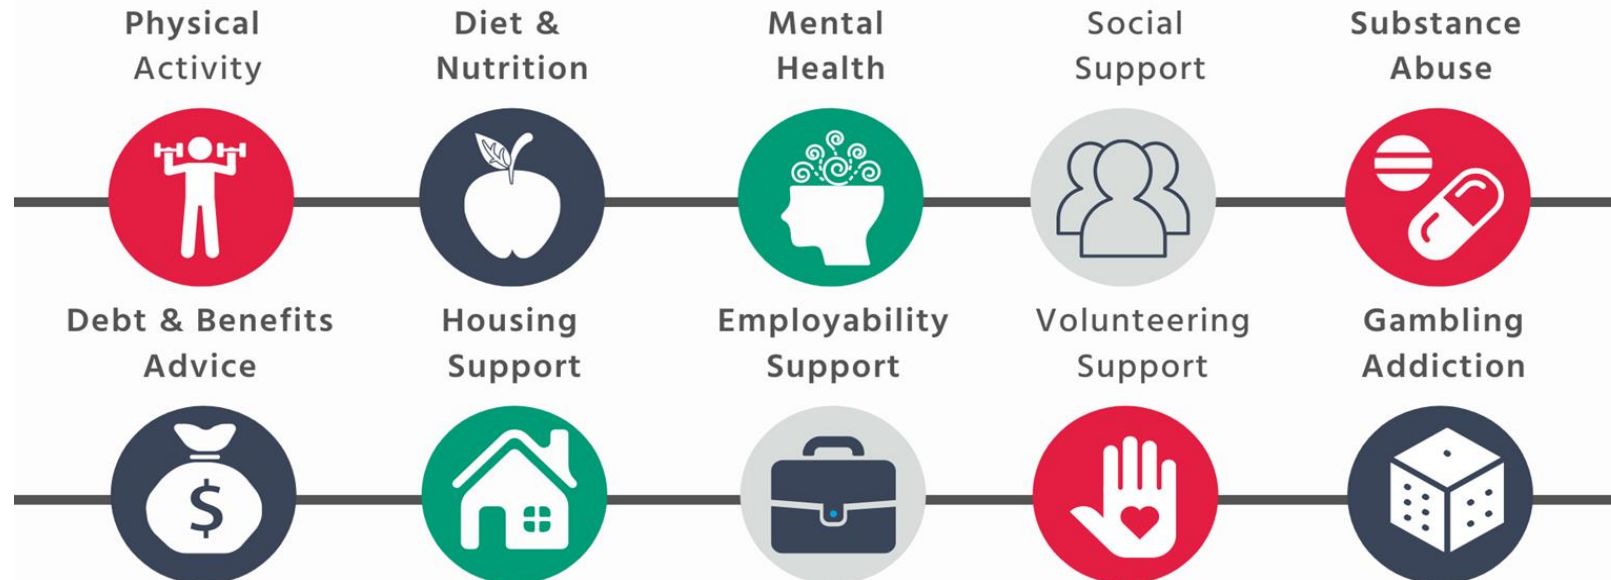 Physical
Activity
Diet &
Nutrition
Mental
Health
Social
Support
Substance
Abuse
Debt & Benefits
Advice
Housing
Support
Employability
Support
Volunteering
Support
Gambling
Addiction
$